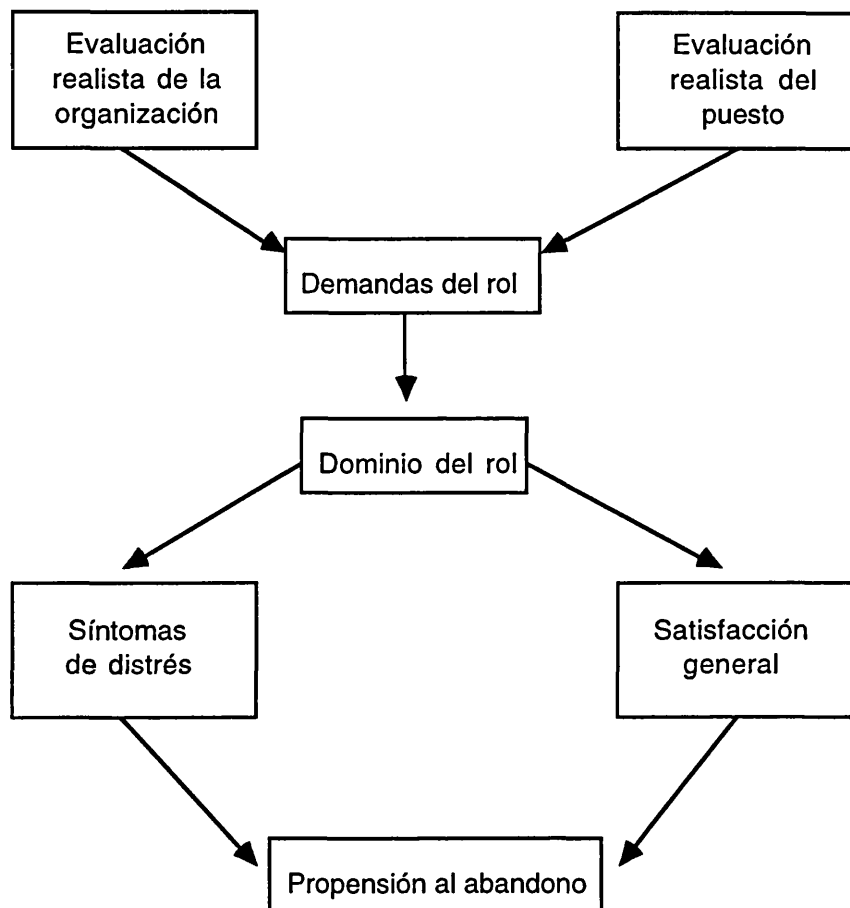 Evaluación
realista de la
organización
Evaluación
realista del
puesto
Demandas del rol
Dominio del rol
Síntomas
de distrés
Satisfacción
general
Propensión al abandono